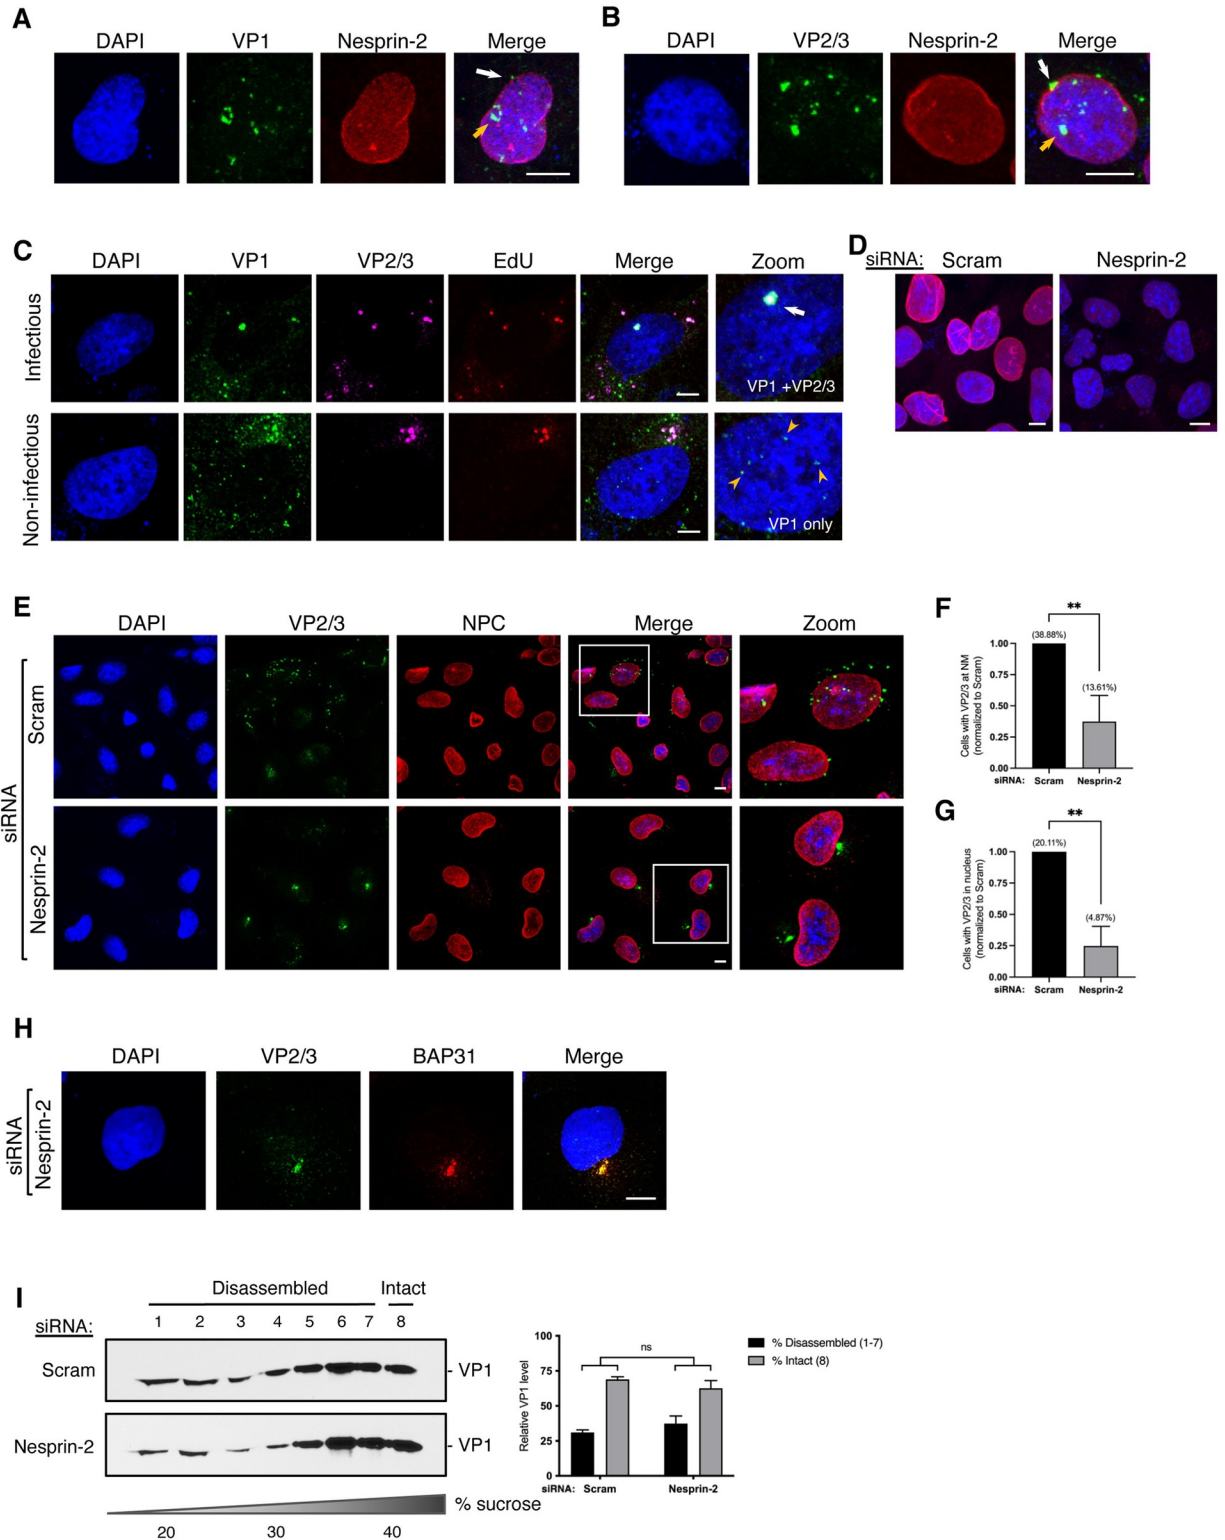 A
DAPI VP1 Nesprin-2 Merge
B
DAPI VP2/3 Nesprin-2 Merge
C
DAPI VP1 VP2/3 EdU Merge Zoom
Infectious
VP1 +VP2/3
Non-infectious
VP1 only
D
siRNA: Scram Nesprin-2
E
DAPI VP2/3 NPC Merge Zoom
siRNA
Scram
Nesprin-2
F
**
(38.88%)
(13.61%)
Cells with VP2/3 at NM
(normalized to Scram)
1.00
0.75
0.50
0.25
0.00
siRNA: Scram Nesprin-2
G
**
(20.11%)
(4.87%)
Cells with VP2/3 in nucleus
(normalized to Scram)
1.00
0.75
0.50
0.25
0.00
siRNA: Scram Nesprin-2
H
DAPI VP2/3 BAP31 Merge
siRNA
Nesprin-2
I
Disassembled Intact
siRNA: 1 2 3 4 5 6 7 8
Scram - VP1
Nesprin-2 - VP1
% sucrose
20 30 40
Relative VP1 level
100
75
50
25
0
ns
siRNA: Scram Nesprin-2
% Disassembled (1-7)
% Intact (8)